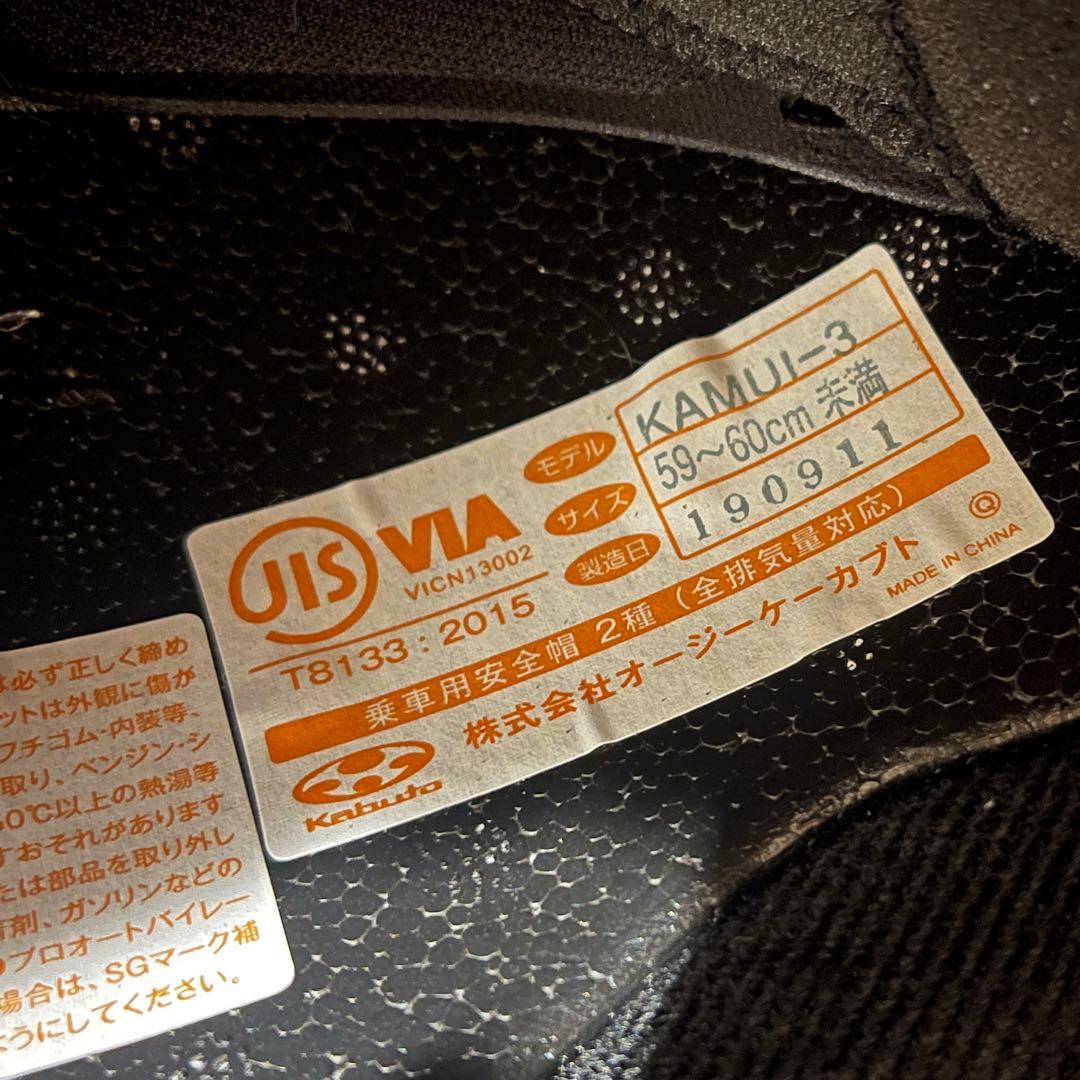 モデル KAMUI-3
サイズ 59～60cm 未満
製造日 190911
JIS VIA
VICN13002
T8133:2015
乗車用安全帽 2種（全排気量対応）
株式会社オージーケーカブト
Kabuto
MADE IN CHINA
Q
必ず正しく締め
ットは外観に傷が
フチゴム・内装等、
取り、ベンジン・シ
0℃以上の熱湯等
すおそれがあります
たは部品を取り外し
剤、ガソリンなどの
プロオートバイレー
場合は、SGマーク補
ようにしてください。